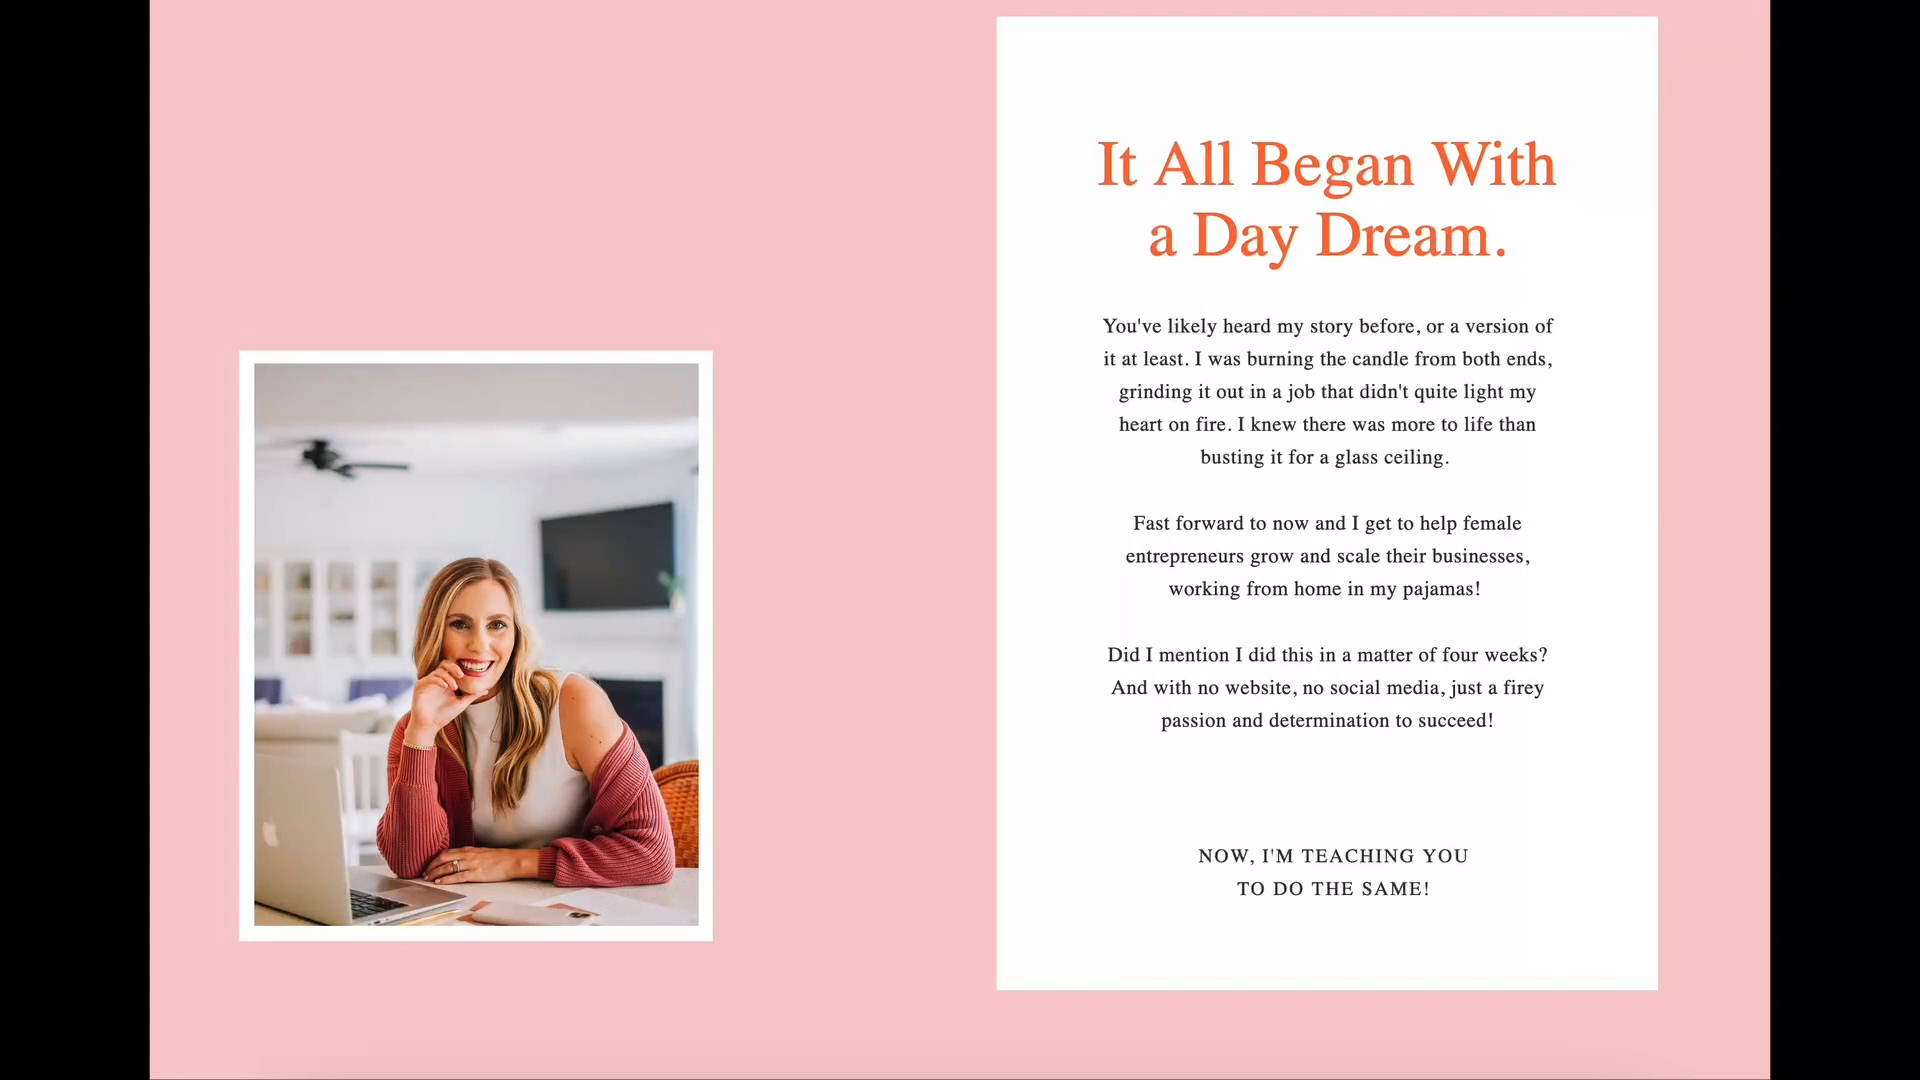 It All Began With
a Day Dream.
You've likely heard my story before, or a version of
it at least. I was burning the candle from both ends,
grinding it out in a job that didn't quite light my
heart on fire. I knew there was more to life than
busting it for a glass ceiling.
Fast forward to now and I get to help female
entrepreneurs grow and scale their businesses,
working from home in my pajamas!
Did I mention I did this in a matter of four weeks?
And with no website, no social media, just a firey
passion and determination to succeed!
NOW, I'M TEACHING YOU
TO DO THE SAME!